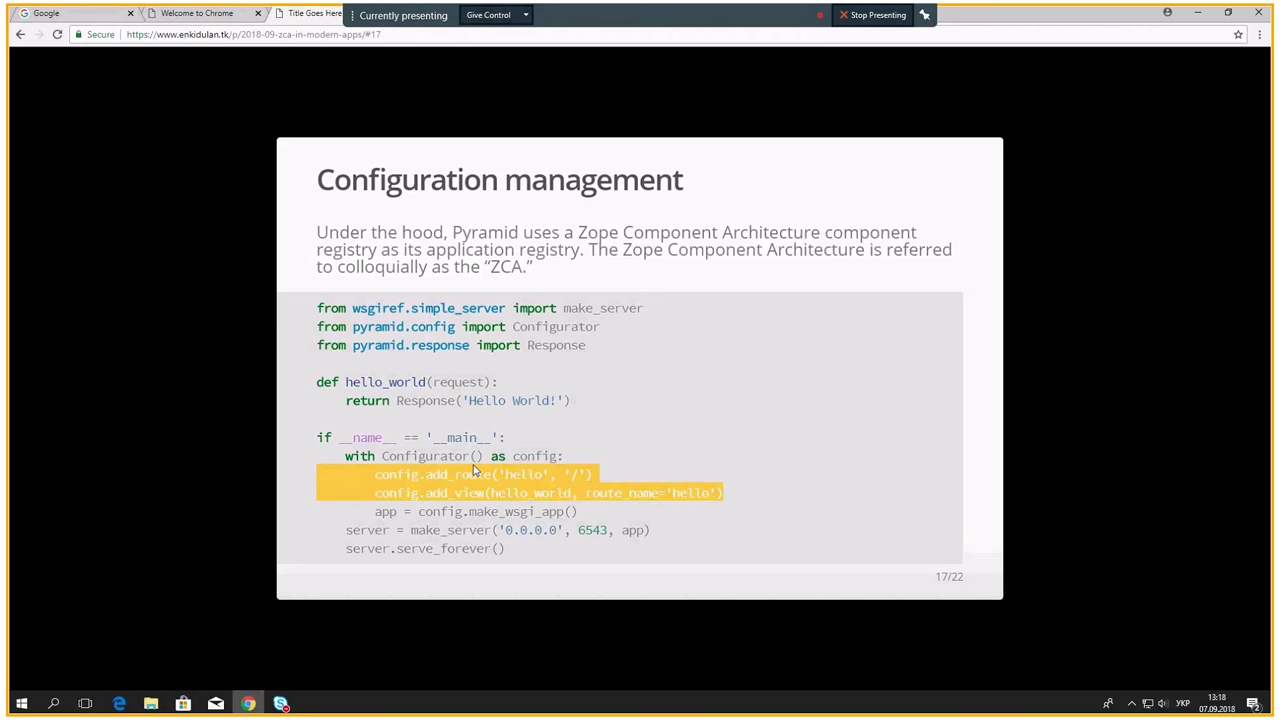 Google
Welcome to Chrome
Title Goes Here
Currently presenting
Give Control
Stop Presenting
Secure
https://www.enkidulan.tk/p/2018-09-zca-in-modern-apps/#17
Configuration management
Under the hood, Pyramid uses a Zope Component Architecture component
registry as its application registry. The Zope Component Architecture is referred
to colloquially as the “ZCA.”
from wsgiref.simple_server import make_server
from pyramid.config import Configurator
from pyramid.response import Response
def hello_world(request):
    return Response('Hello World!')
if __name__ == '__main__':
    with Configurator() as config:
        config.add_route('hello', '/')
        config.add_view(hello_world, route_name='hello')
        app = config.make_wsgi_app()
    server = make_server('0.0.0.0', 6543, app)
    server.serve_forever()
17/22
УКР
13:18
07.09.2018
2